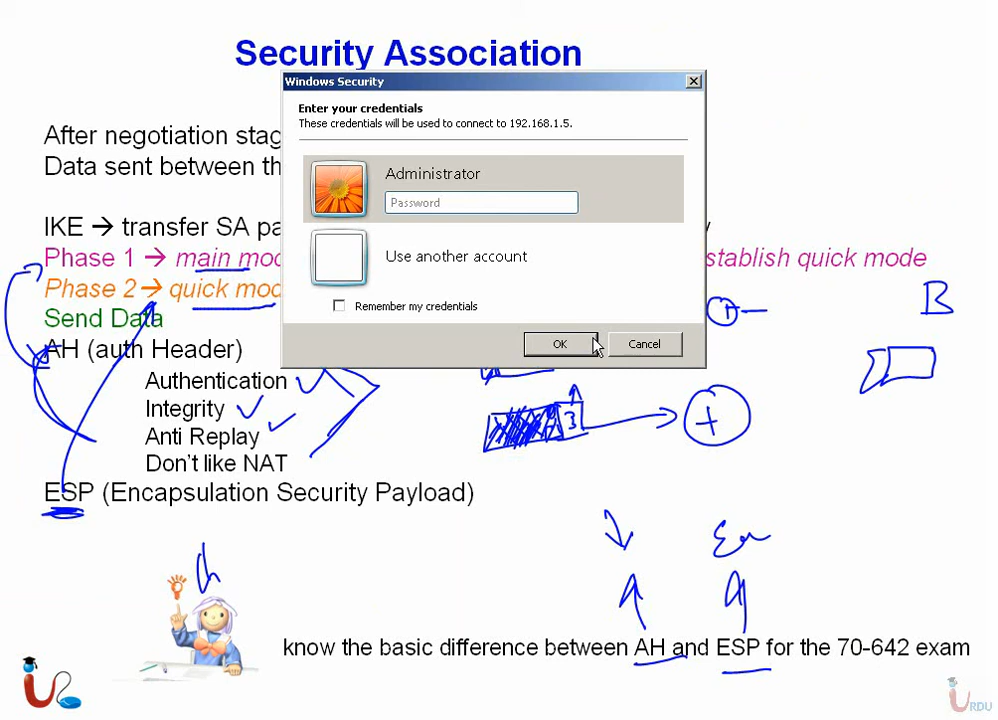 Security Association
Windows Security
Enter your credentials
These credentials will be used to connect to 192.168.1.5.
Administrator
Password
Use another account
Remember my credentials
OK
Cancel
After negotiation stag
Data sent between th
IKE → transfer SA pa
Phase 1 → main mod
stablish quick mode
Phase 2→ quick mod
B
Send Data
AH (auth Header)
Authentication
Integrity
3
Anti Replay
Don't like NAT
ESP (Encapsulation Security Payload)
know the basic difference between AH and ESP for the 70-642 exam
URDU